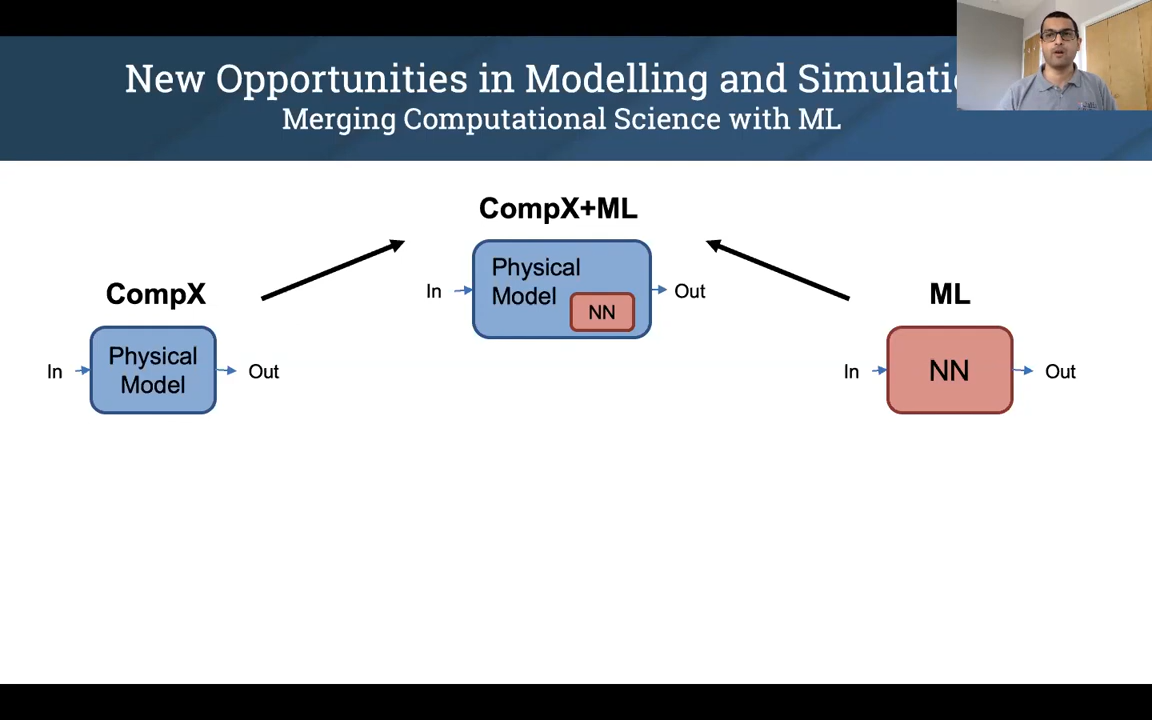 New Opportunities in Modelling and Simulati
Merging Computational Science with ML
CompX+ML
Physical
Model
NN
In
Out
CompX
Physical
Model
In
Out
ML
NN
In
Out